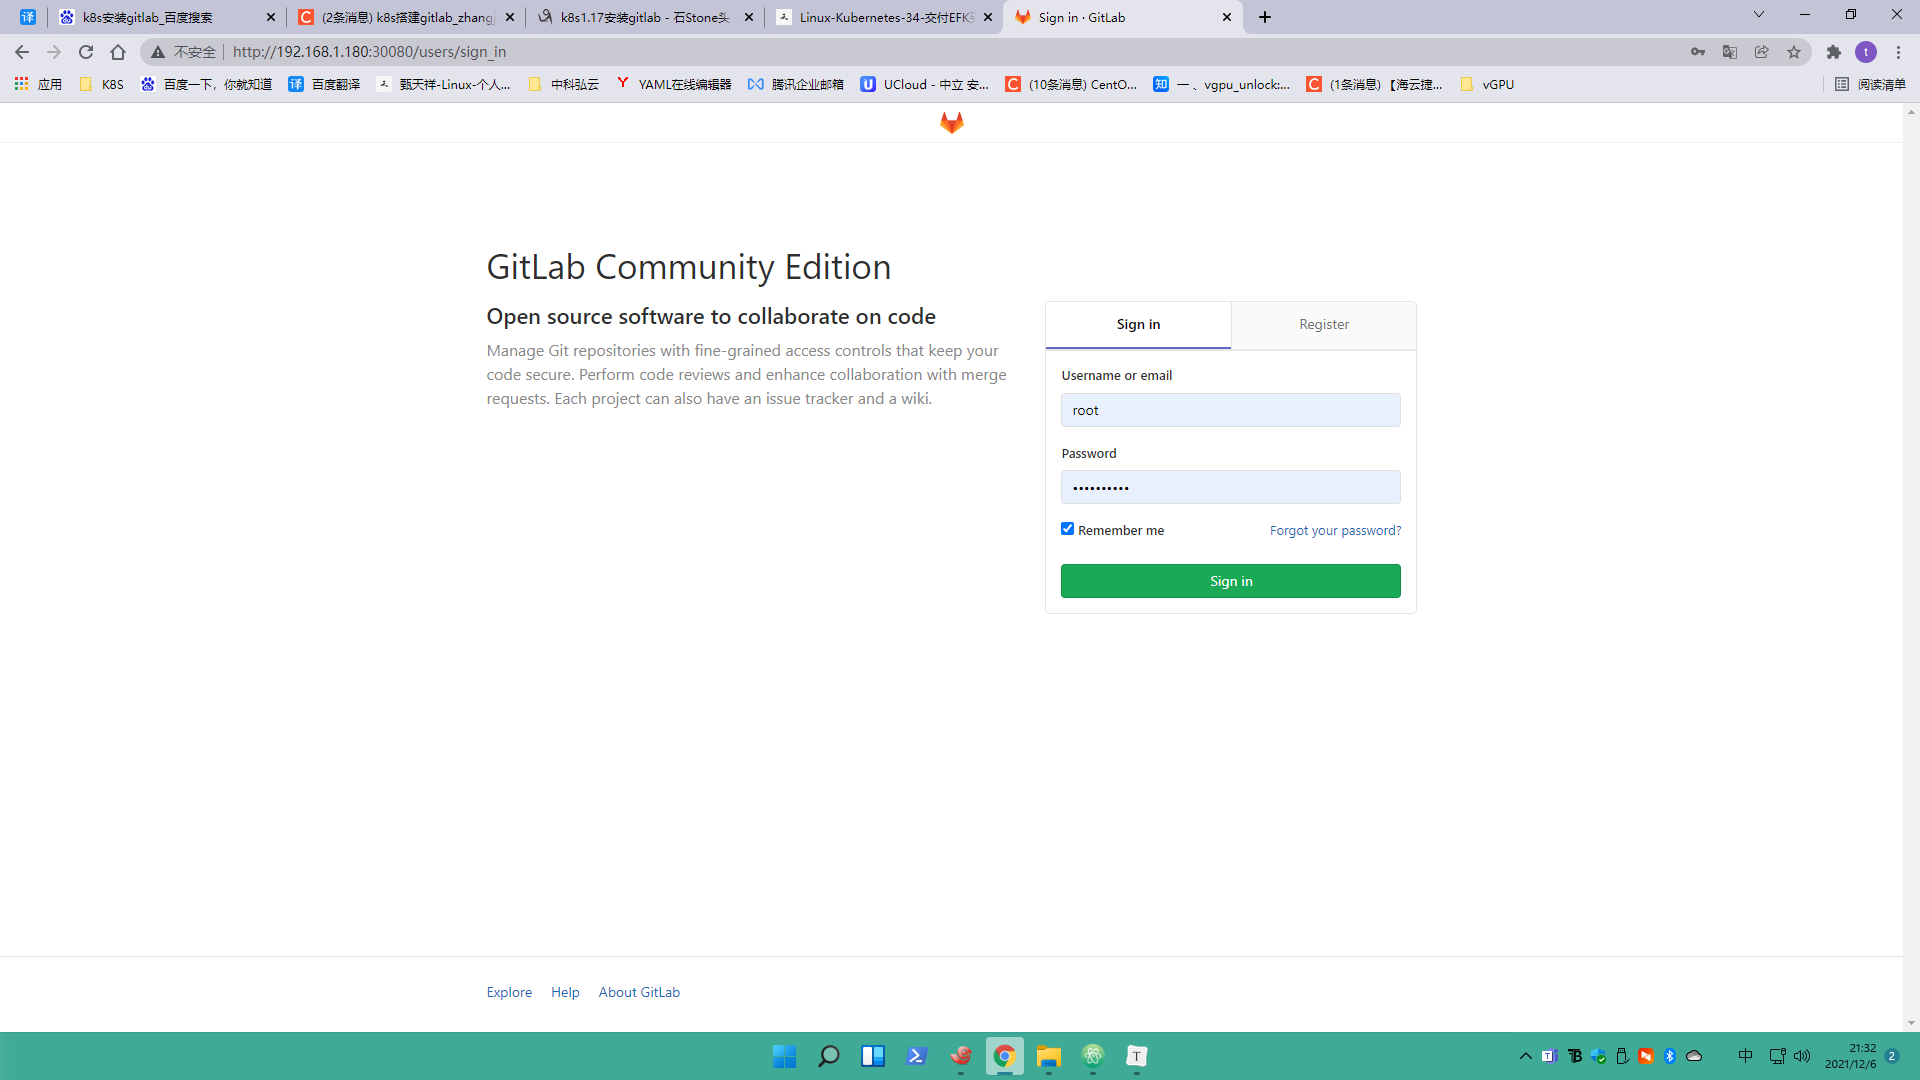 k8s安装gitlab_百度搜索
(2条消息) k8s搭建gitlab_zhangj
k8s1.17安装gitlab - 石Stone头
Linux-Kubernetes-34-交付EFK
Sign in · GitLab
不安全
http://192.168.1.180:30080/users/sign_in
t
应用
K8S
百度一下，你就知道
译
百度翻译
甄天祥-Linux-个人...
中科弘云
YAML在线编辑器
腾讯企业邮箱
UCloud - 中立 安...
(10条消息) CentO...
知
一 、vgpu_unlock:...
(1条消息) 【海云捷...
vGPU
阅读清单
GitLab Community Edition
Open source software to collaborate on code
Manage Git repositories with fine-grained access controls that keep your
code secure. Perform code reviews and enhance collaboration with merge
requests. Each project can also have an issue tracker and a wiki.
Sign in
Register
Username or email
root
Password
Remember me
Forgot your password?
Sign in
Explore
Help
About GitLab
中
21:32
2021/12/6
2